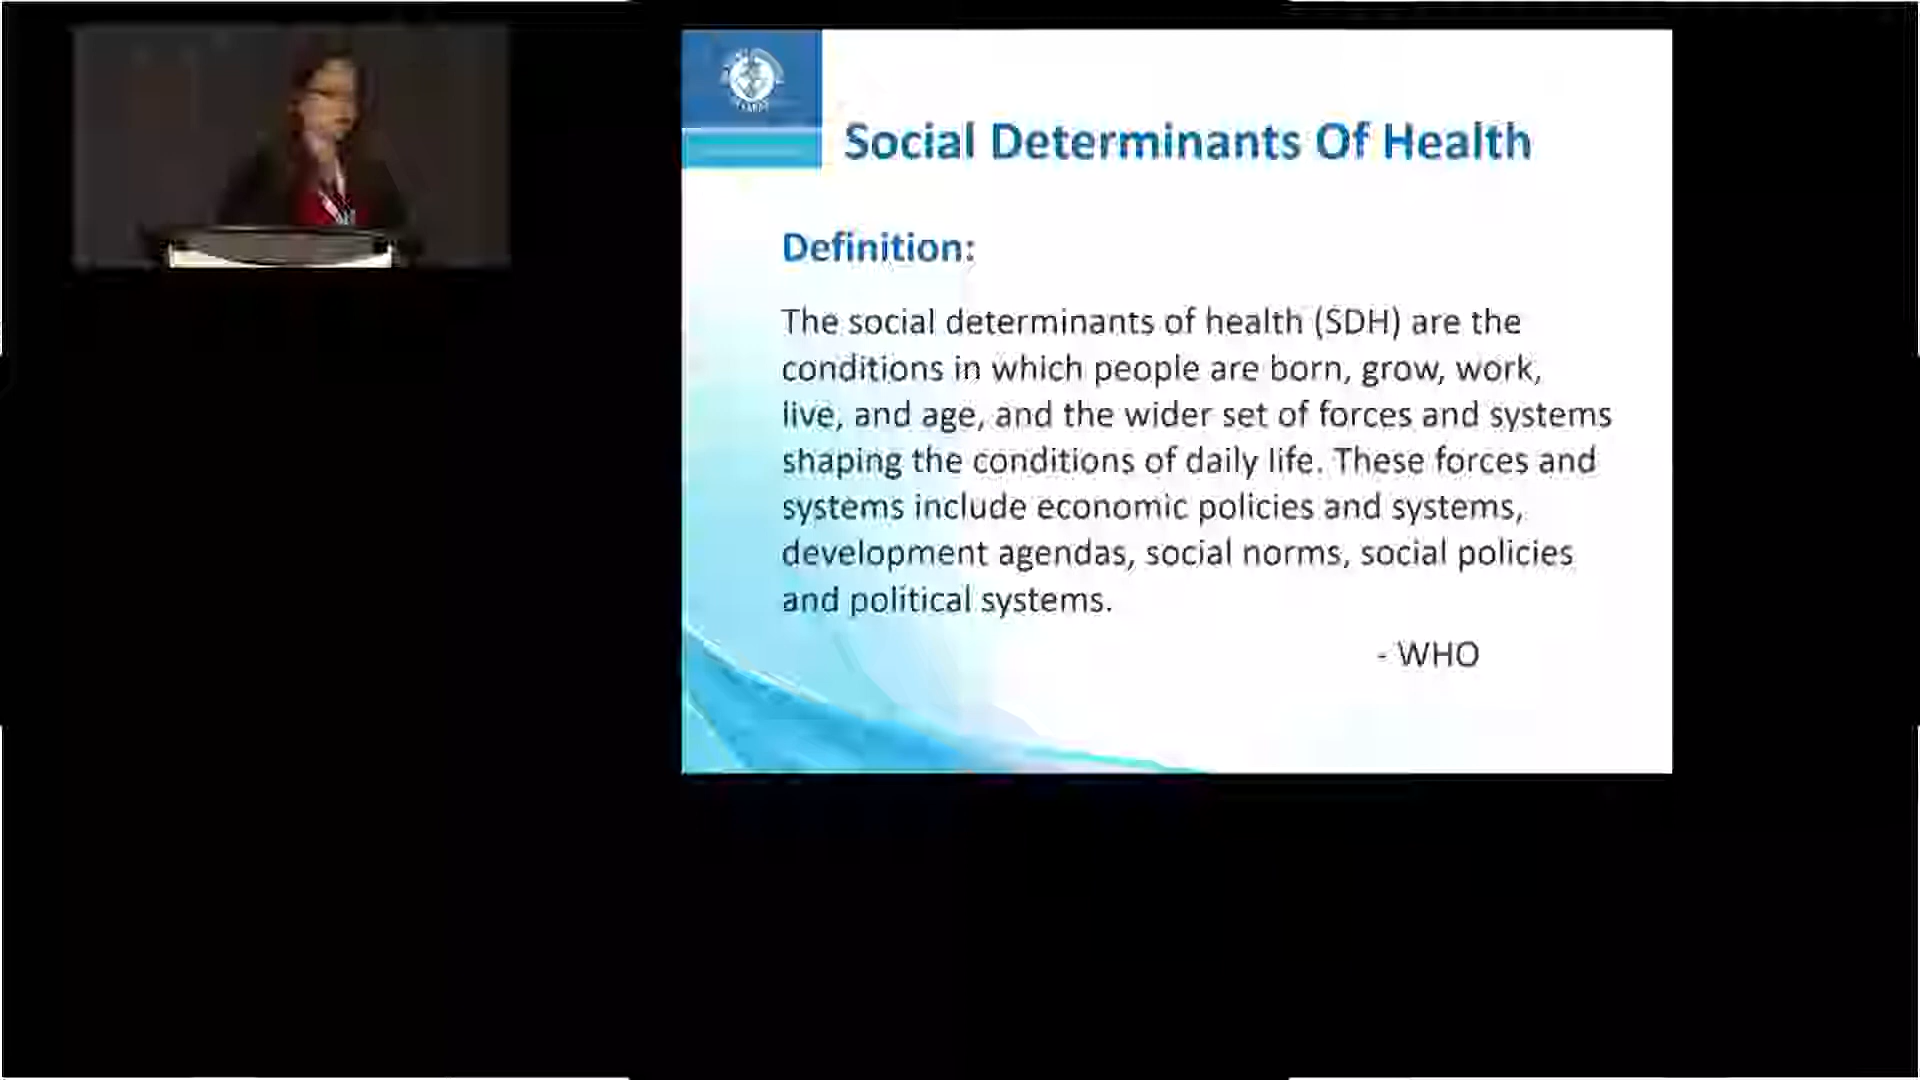 Social Determinants Of Health
Definition:
The social determinants of health (SDH) are the
conditions in which people are born, grow, work,
live, and age, and the wider set of forces and systems
shaping the conditions of daily life. These forces and
systems include economic policies and systems,
development agendas, social norms, social policies
and political systems.
- WHO